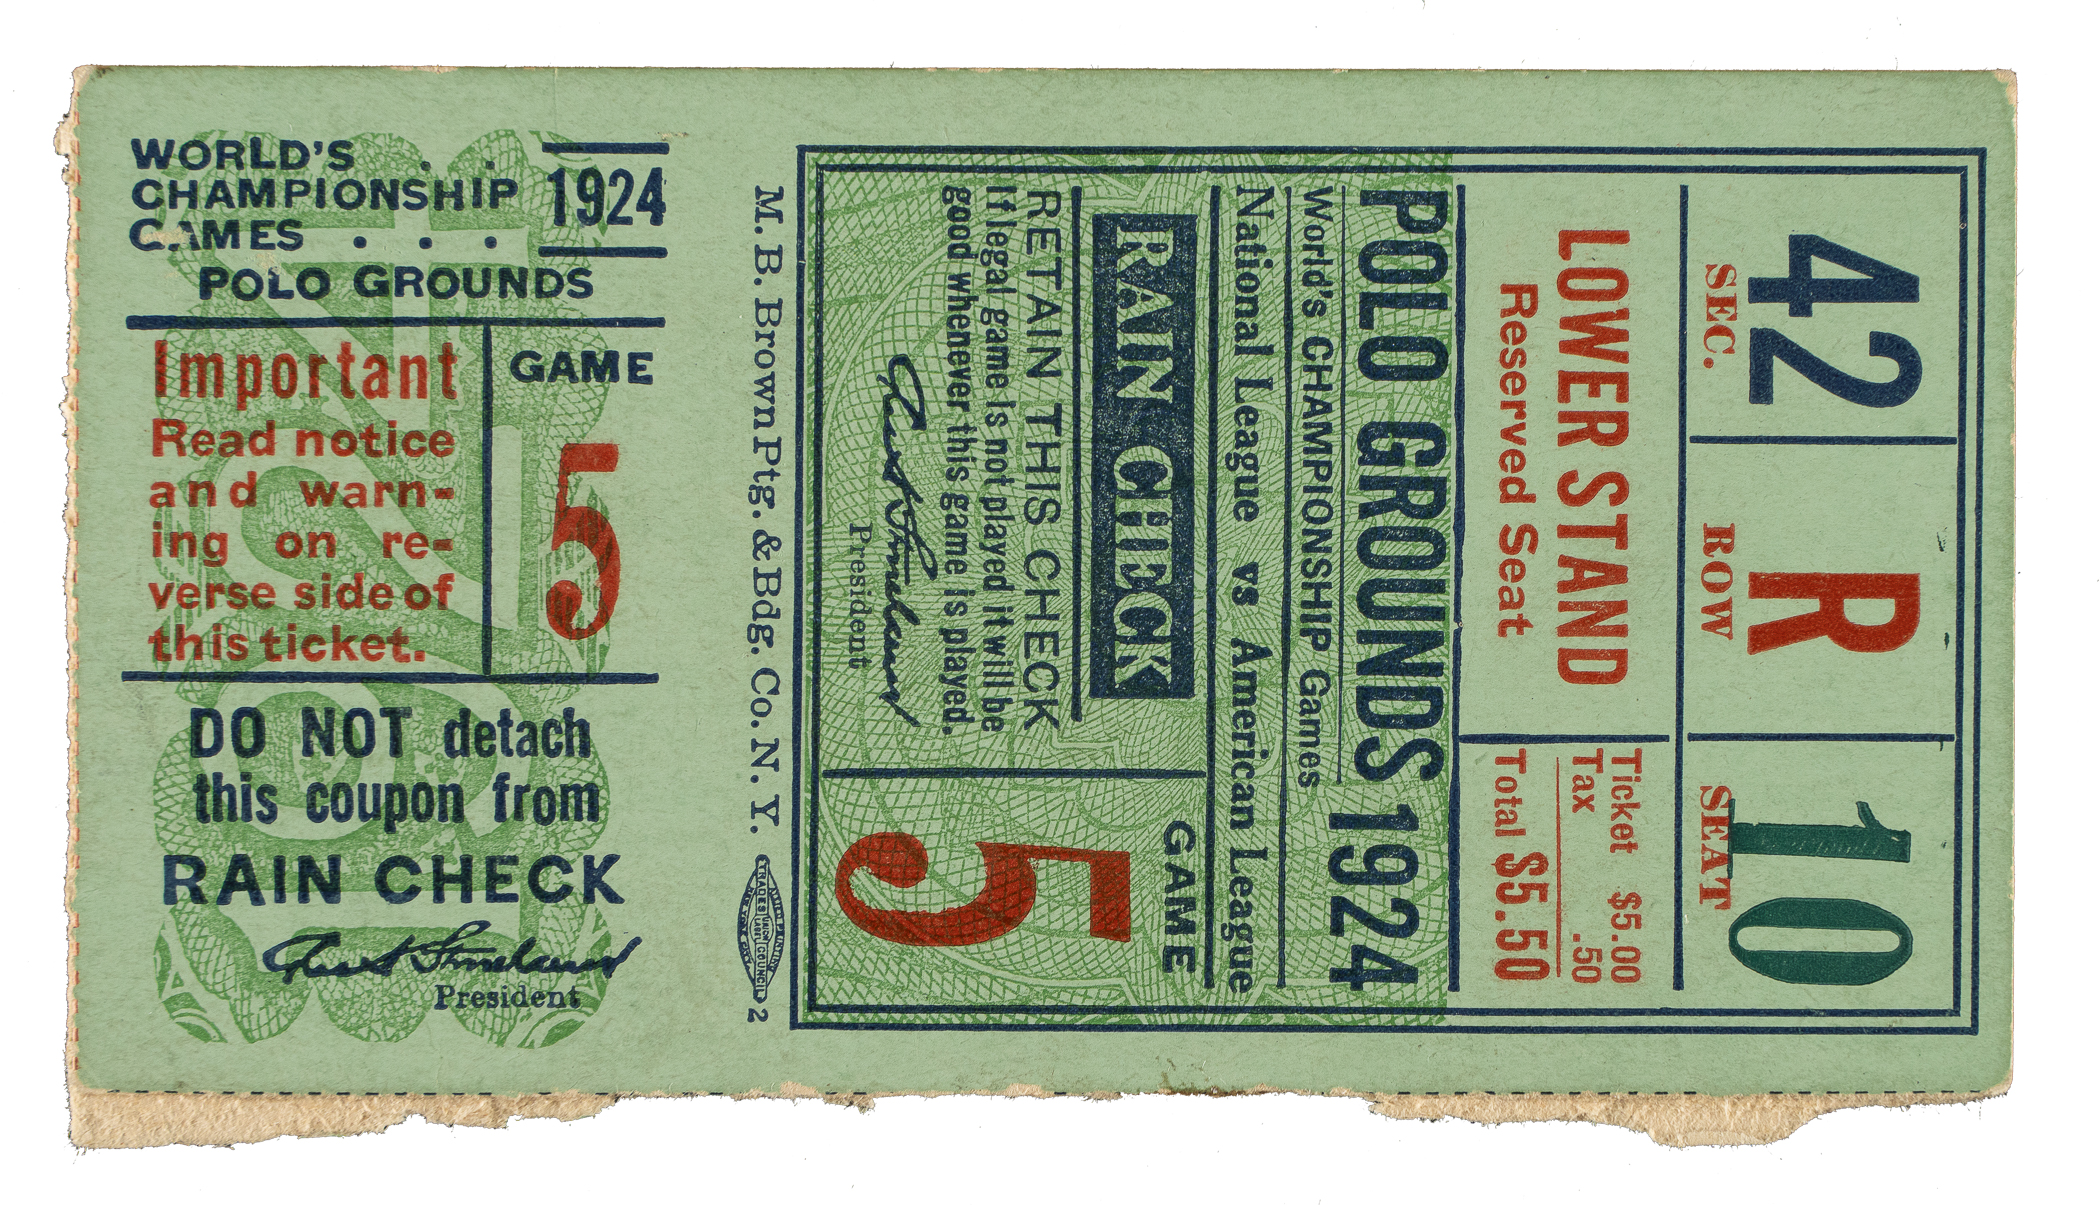 WORLD'S . .
CHAMPIONSHIP
GAMES . . .
1924
POLO GROUNDS
Important
Read notice
and warn-
ing on re-
verse side of
this ticket.
GAME
5
DO NOT detach
this coupon from
RAIN CHECK
President
M. B. Brown Ptg. & Bdg. Co. N. Y.
TRADES UNION LABEL COUNCIL
2
42
SEC.
R
ROW
10
SEAT
LOWER STAND
Reserved Seat
Ticket $5.00
Tax .50
Total $5.50
POLO GROUNDS 1924
World's CHAMPIONSHIP Games
National League vs American League
RAIN CHECK
RETAIN THIS CHECK
If legal game is not played it will be
good whenever this game is played.
President
GAME
5